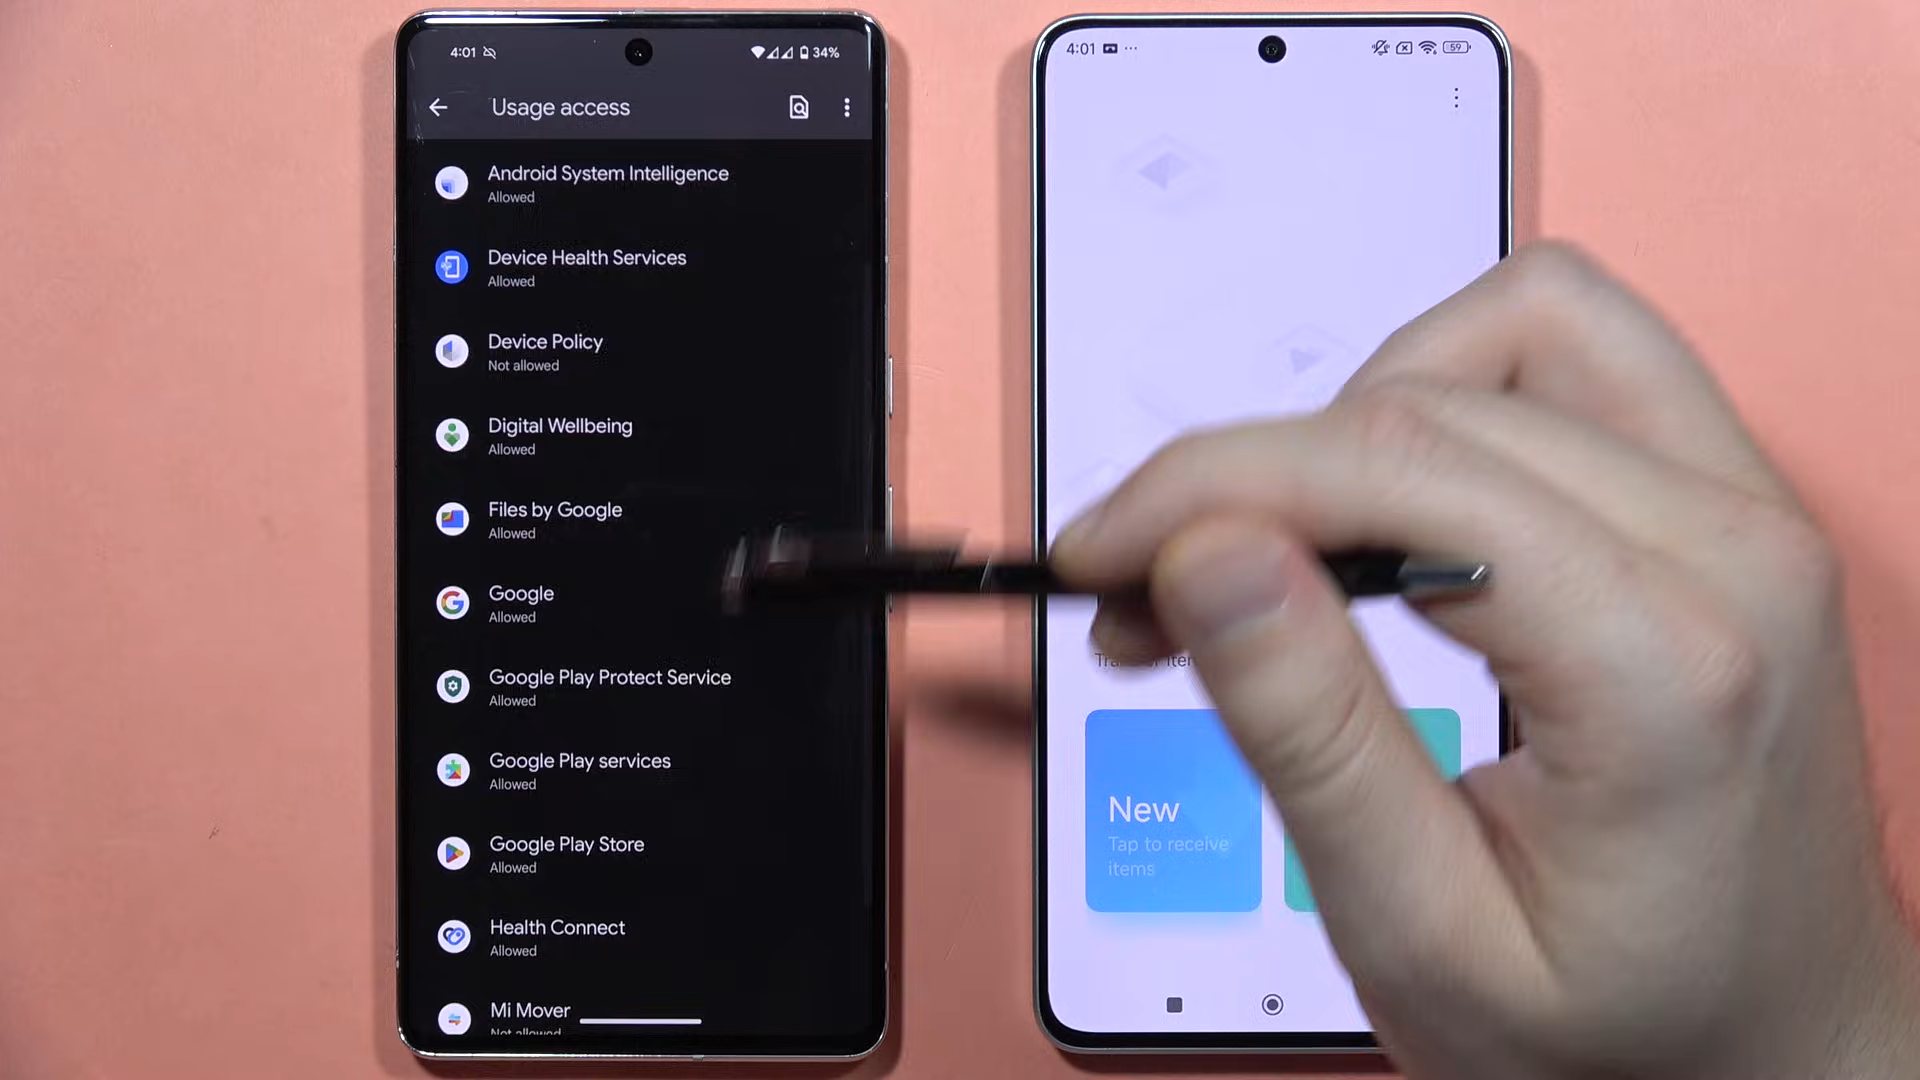 4:01
34%
Usage access
Android System Intelligence
Allowed
Device Health Services
Allowed
Device Policy
Not allowed
Digital Wellbeing
Allowed
Files by Google
Allowed
Google
Allowed
Google Play Protect Service
Allowed
Google Play services
Allowed
Google Play Store
Allowed
Health Connect
Allowed
Mi Mover
Not allowed
4:01
59
New
Tap to receive
items